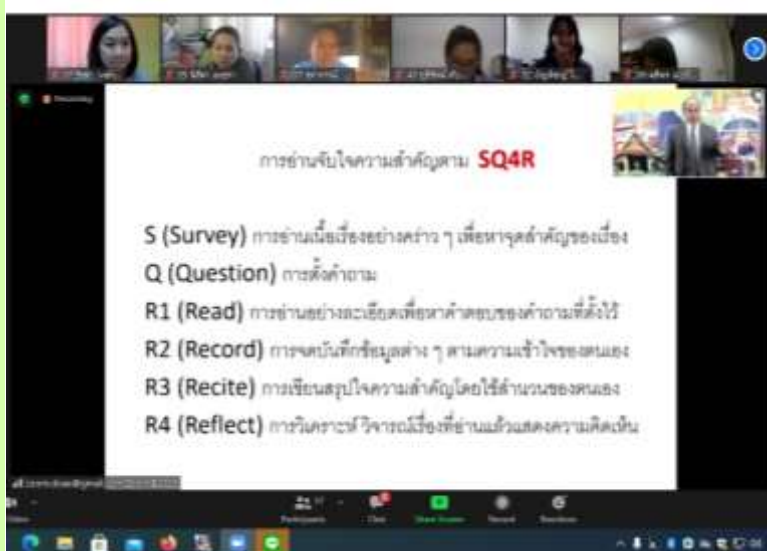 Recording
การอ่านจับใจความสำคัญตาม SQ4R
S (Survey) การอ่านเนื้อเรื่องอย่างคร่าว ๆ เพื่อหาจุดสำคัญของเรื่อง
Q (Question) การตั้งคำถาม
R1 (Read) การอ่านอย่างละเอียดเพื่อหาคำตอบของคำถามที่ตั้งไว้
R2 (Record) การจดบันทึกข้อมูลต่าง ๆ ตามความเข้าใจของตนเอง
R3 (Recite) การเขียนสรุปใจความสำคัญโดยใช้สำนวนของตนเอง
R4 (Reflect) การวิเคราะห์ วิจารณ์เรื่องที่อ่านแล้วแสดงความคิดเห็น
Participants Chat Share Screen Record Reactions